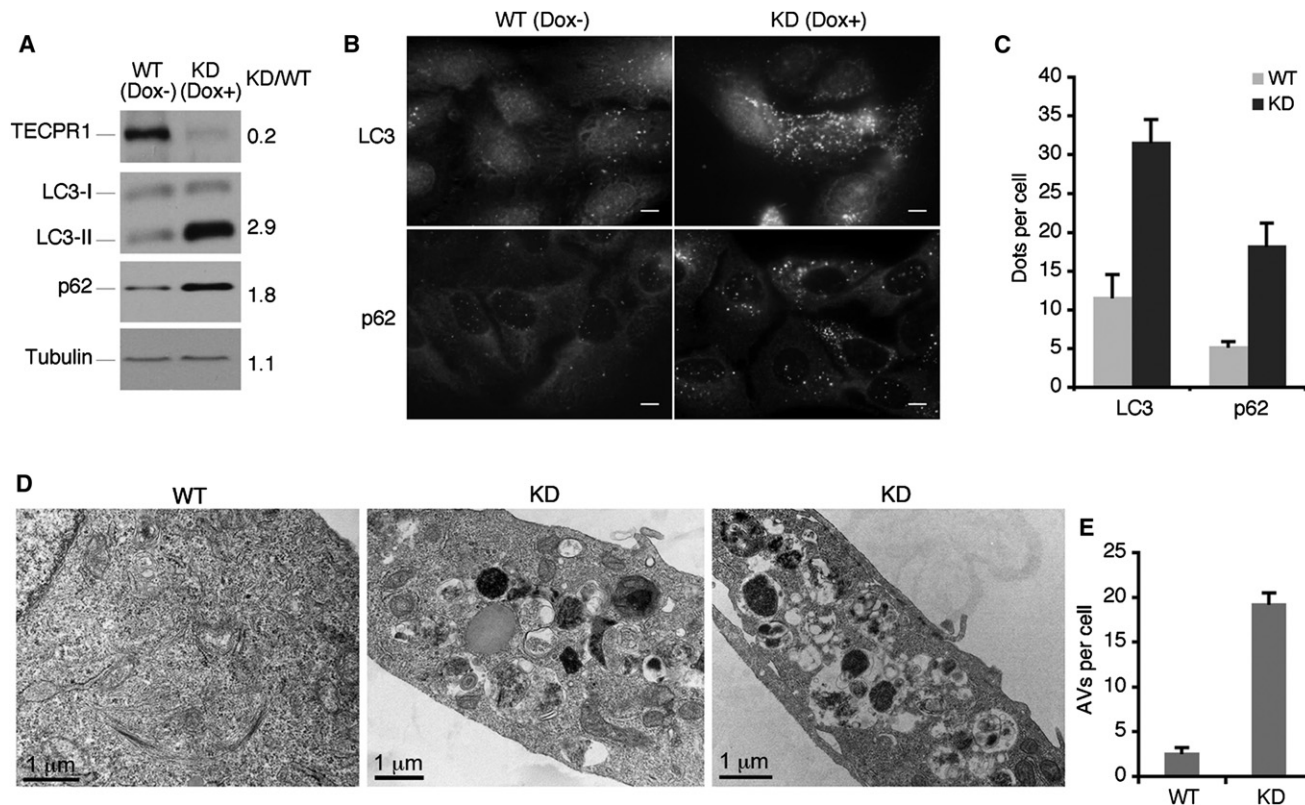 A
WT (Dox-)
KD (Dox+)
KD/WT
TECPR1
0.2
LC3-I
LC3-II
2.9
p62
1.8
Tubulin
1.1
B
WT (Dox-)
KD (Dox+)
LC3
p62
C
WT
KD
Dots per cell
40
35
30
25
20
15
10
5
0
LC3
p62
D
WT
KD
KD
1 μm
1 μm
1 μm
E
AVs per cell
25
20
15
10
5
0
WT
KD